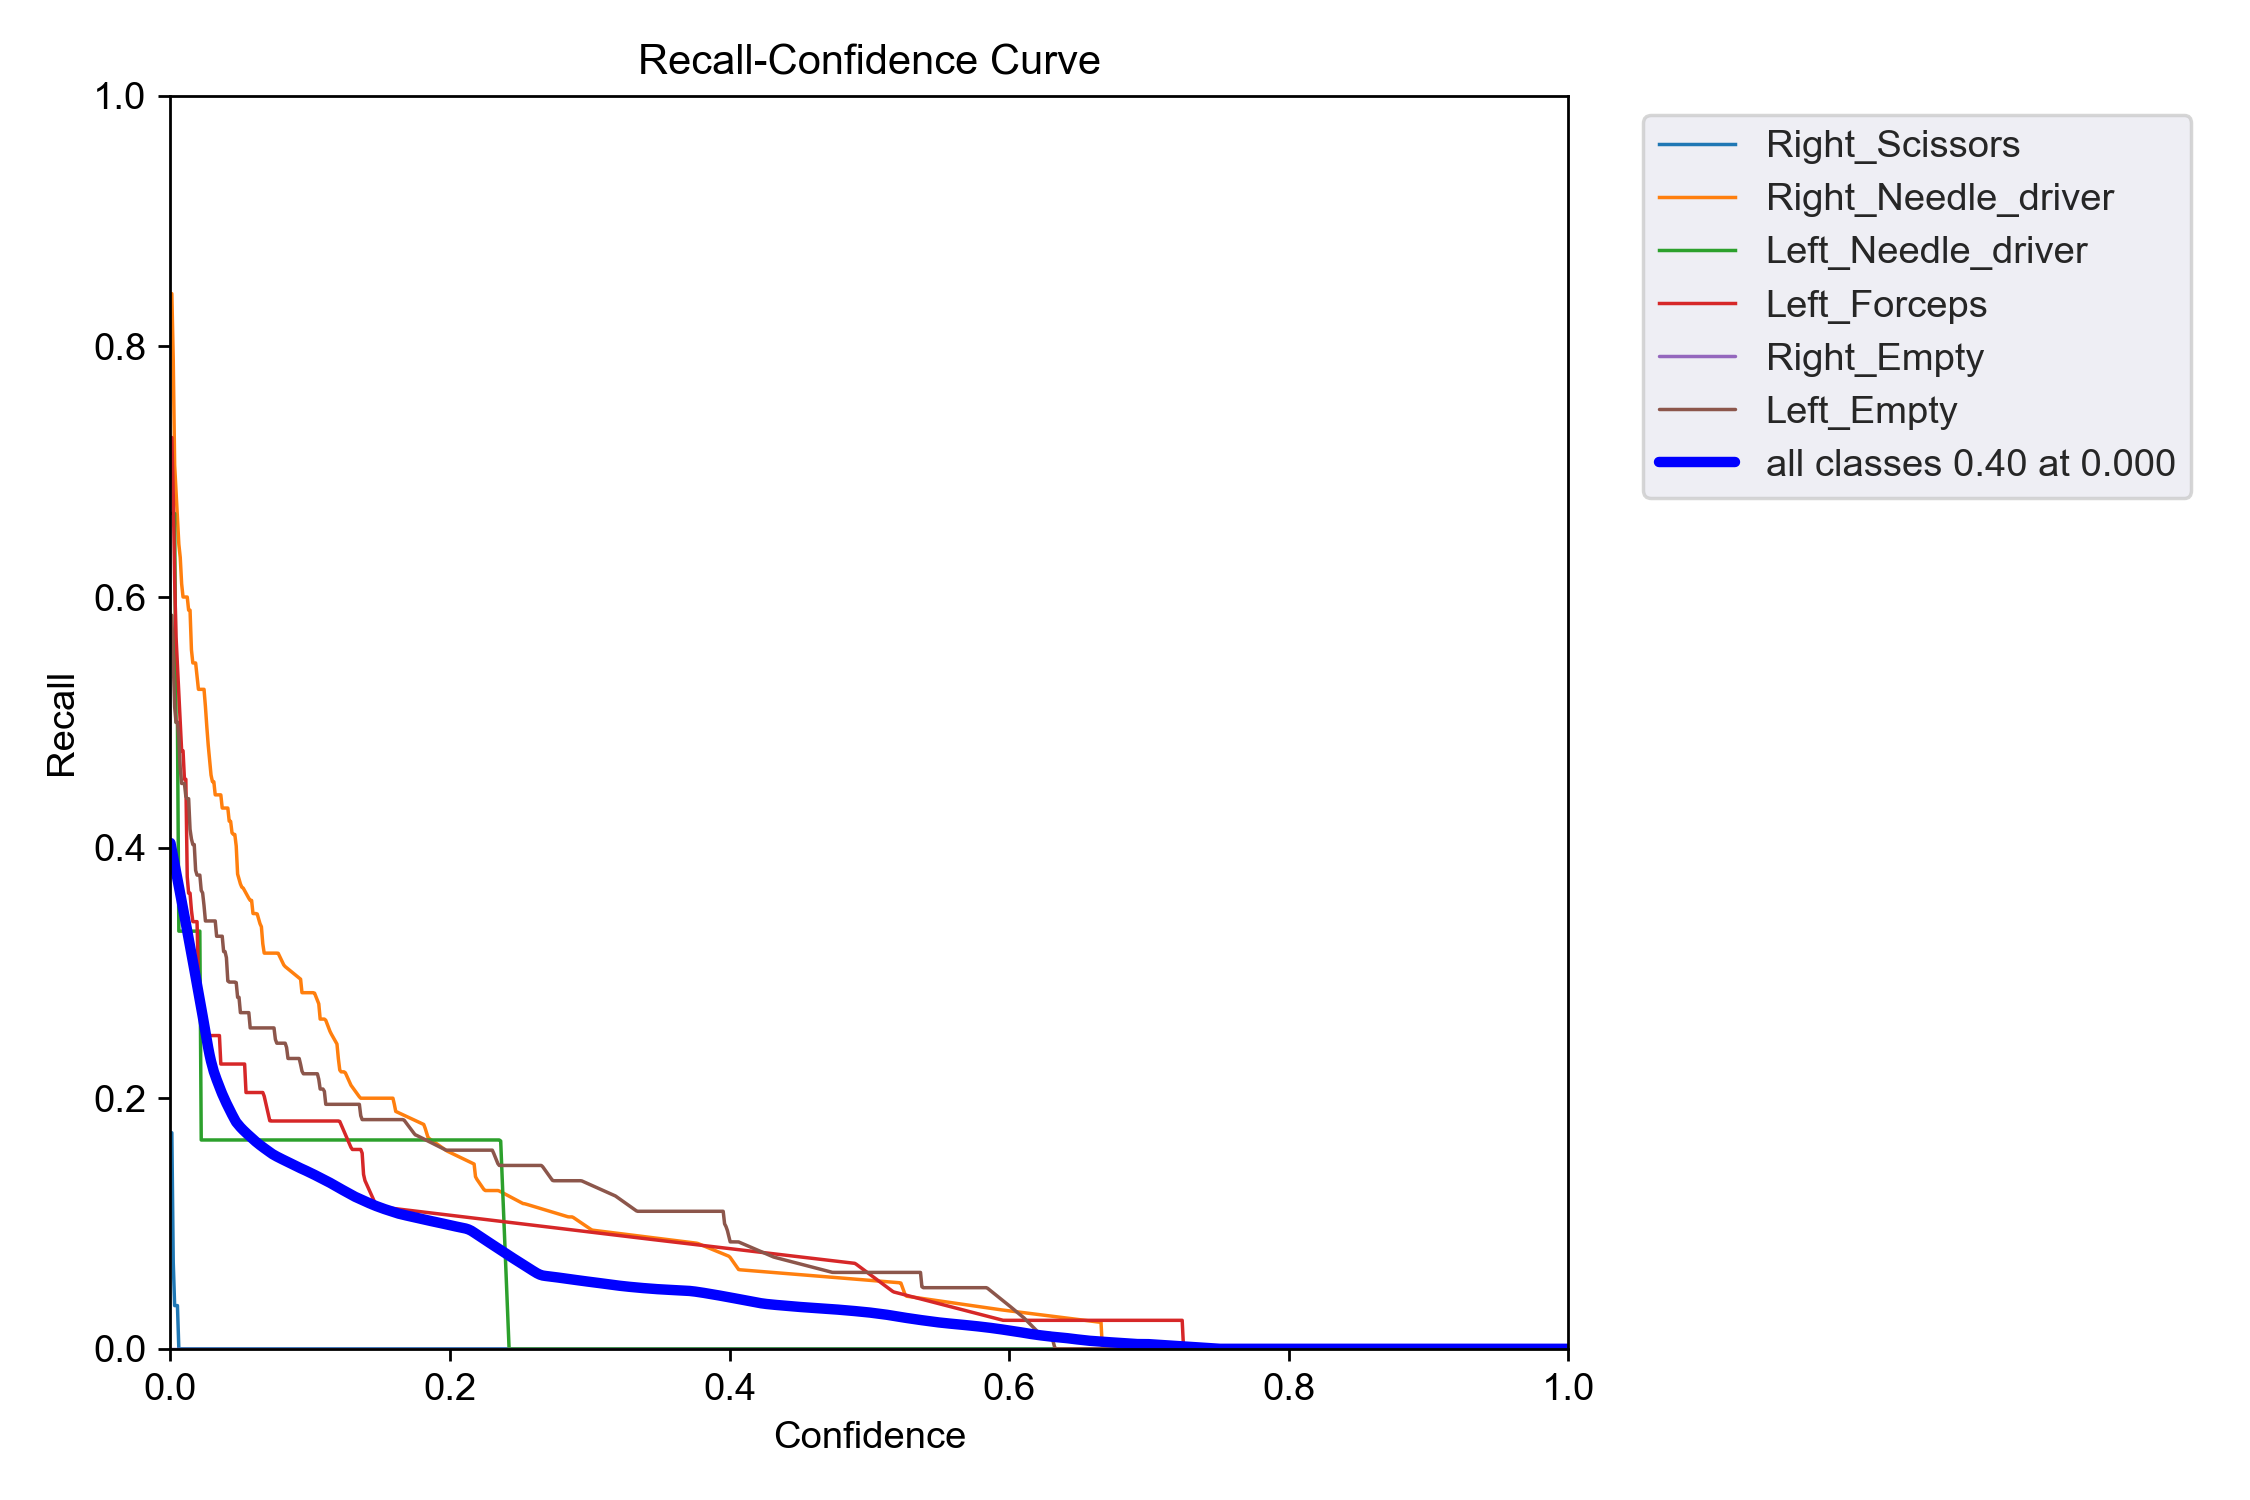 Recall-Confidence Curve
1.0
0.8
0.6
0.4
0.2
0.0
Recall
0.0 0.2 0.4 0.6 0.8 1.0
Confidence
Right_Scissors
Right_Needle_driver
Left_Needle_driver
Left_Forceps
Right_Empty
Left_Empty
all classes 0.40 at 0.000